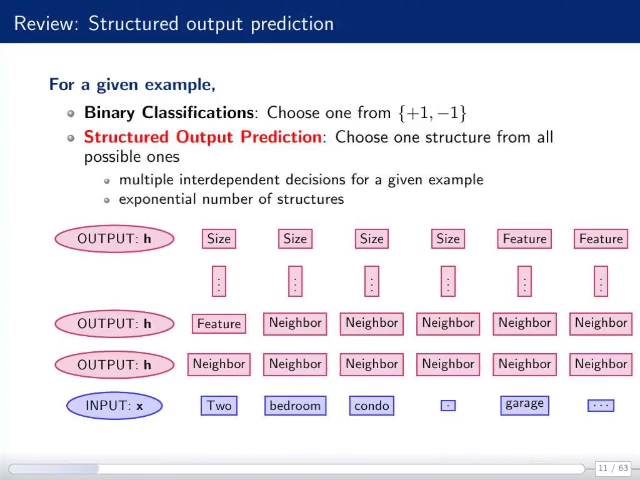 Review: Structured output prediction
For a given example,
Binary Classifications: Choose one from {+1, −1}
Structured Output Prediction: Choose one structure from all
possible ones
multiple interdependent decisions for a given example
exponential number of structures
OUTPUT: h Size Size Size Size Feature Feature
⋮ ⋮ ⋮ ⋮ ⋮ ⋮
OUTPUT: h Feature Neighbor Neighbor Neighbor Neighbor Neighbor
OUTPUT: h Neighbor Neighbor Neighbor Neighbor Neighbor Neighbor
INPUT: x Two bedroom condo . garage ...
11 / 63